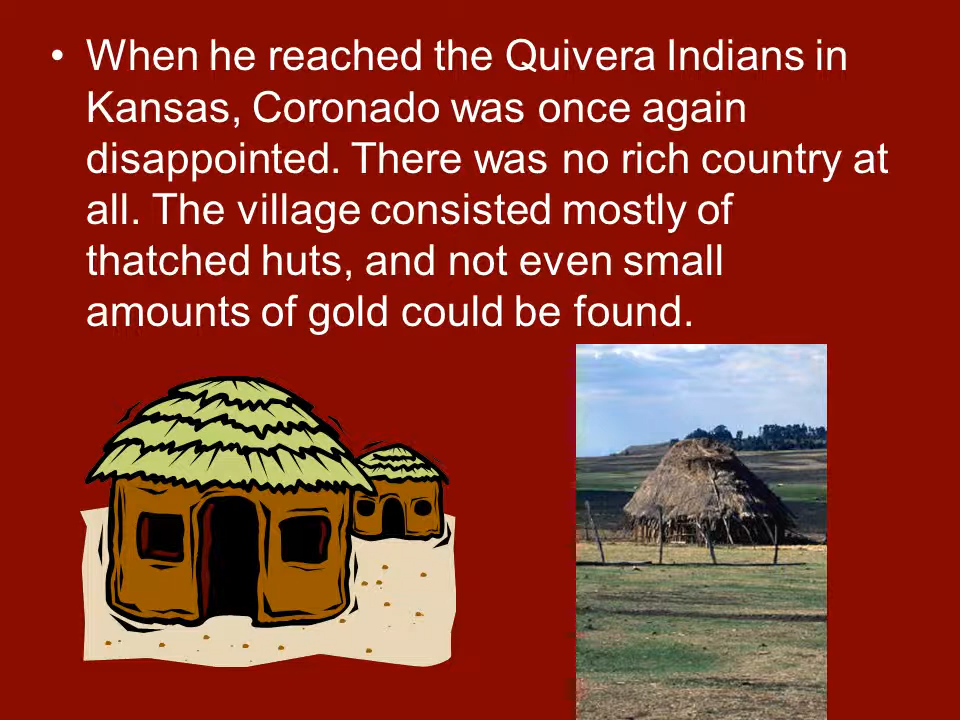 • When he reached the Quivera Indians in
Kansas, Coronado was once again
disappointed. There was no rich country at
all. The village consisted mostly of
thatched huts, and not even small
amounts of gold could be found.